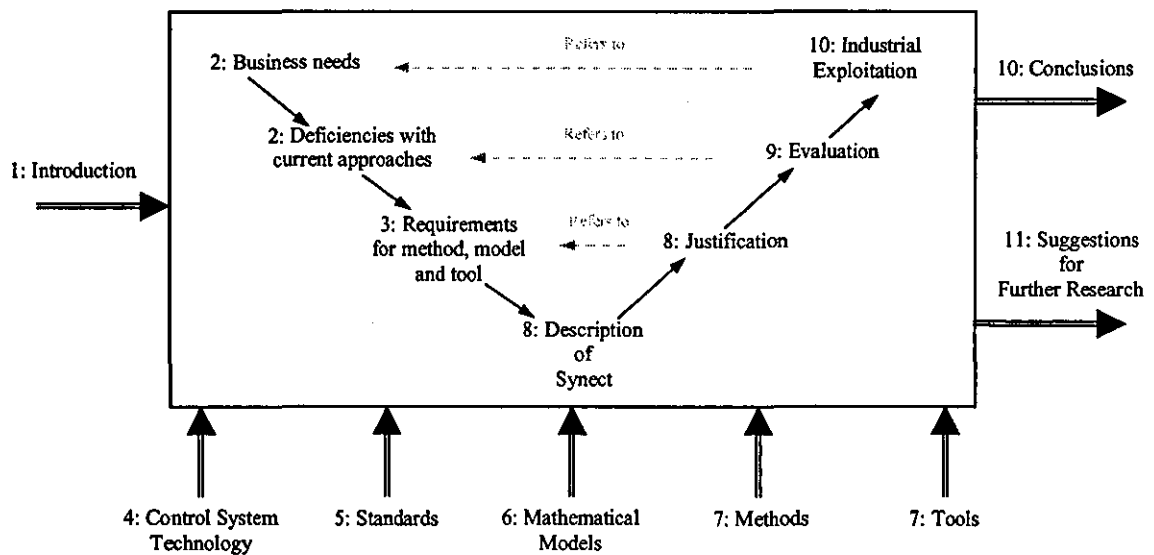 Refers to
10: Industrial
Exploitation
2: Business needs
10: Conclusions
2: Deficiencies with
current approaches
Refers to
9: Evaluation
1: Introduction
3: Requirements
for method, model
and tool
Refers to
8: Justification
11: Suggestions
for
Further Research
8: Description
of
Synect
4: Control System
Technology
5: Standards
6: Mathematical
Models
7: Methods
7: Tools